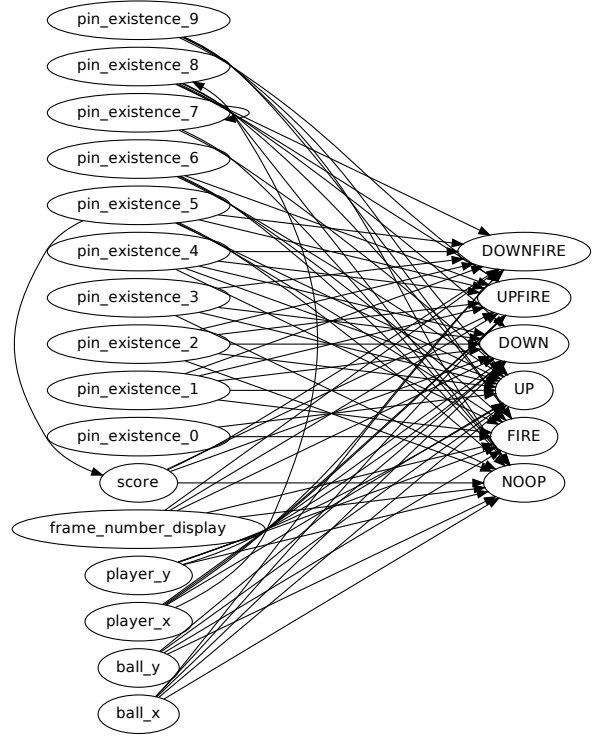 pin_existence_9
pin_existence_8
pin_existence_7
pin_existence_6
pin_existence_5
pin_existence_4
pin_existence_3
pin_existence_2
pin_existence_1
pin_existence_0
score
frame_number_display
player_y
player_x
ball_y
ball_x
DOWNFIRE
UPFIRE
DOWN
UP
FIRE
NOOP